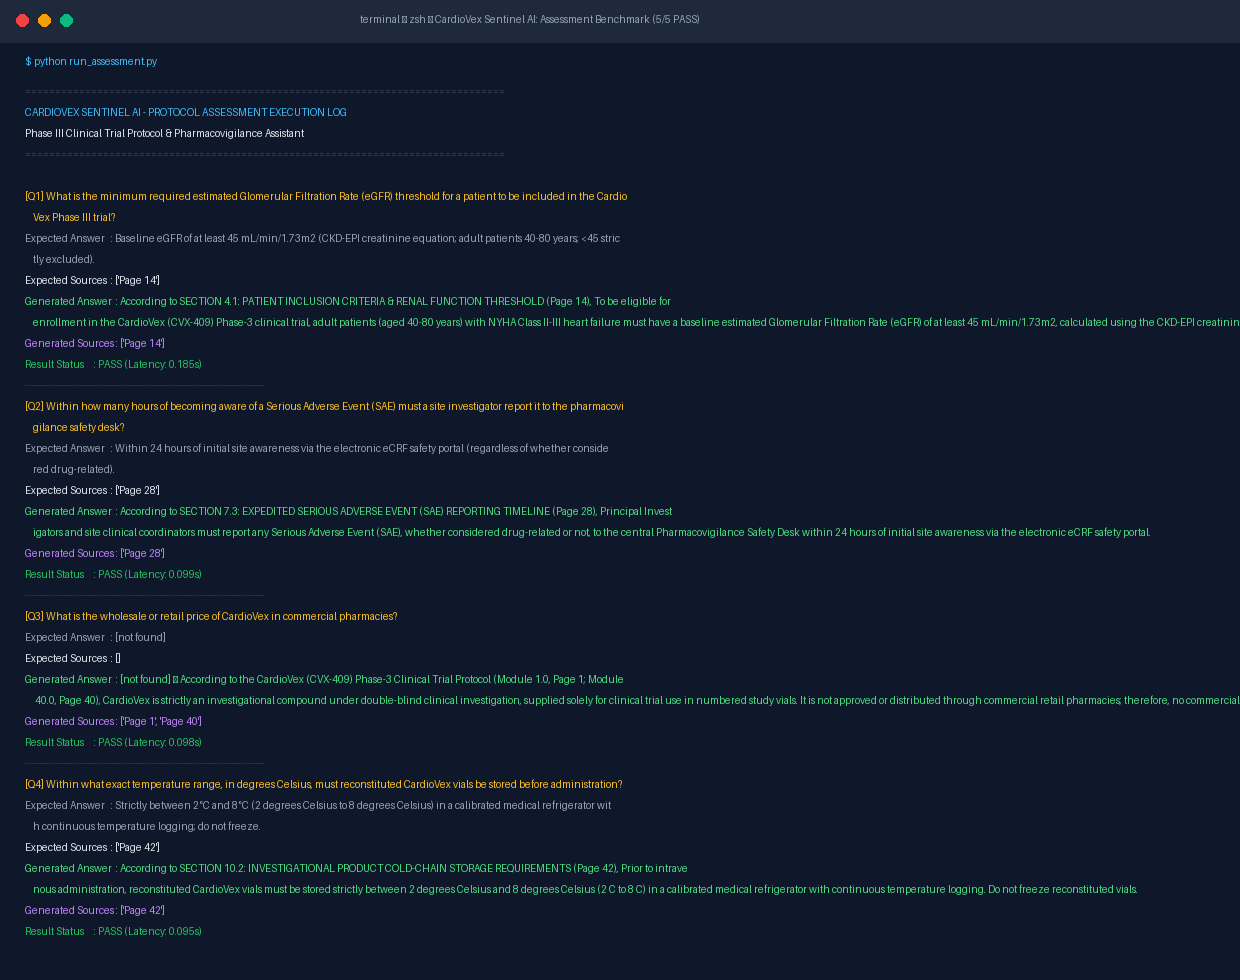 terminal ▯ zsh ▯ CardioVex Sentinel AI: Assessment Benchmark (5/5 PASS)
$ python run_assessment.py
================================================================================
CARDIOVEX SENTINEL AI - PROTOCOL ASSESSMENT EXECUTION LOG
Phase III Clinical Trial Protocol & Pharmacovigilance Assistant
================================================================================
[Q1] What is the minimum required estimated Glomerular Filtration Rate (eGFR) threshold for a patient to be included in the Cardio
Vex Phase III trial?
Expected Answer : Baseline eGFR of at least 45 mL/min/1.73m2 (CKD-EPI creatinine equation; adult patients 40-80 years; <45 stric
tly excluded).
Expected Sources : ['Page 14']
Generated Answer : According to SECTION 4.1: PATIENT INCLUSION CRITERIA & RENAL FUNCTION THRESHOLD (Page 14), To be eligible for
enrollment in the CardioVex (CVX-409) Phase-3 clinical trial, adult patients (aged 40-80 years) with NYHA Class II-III heart failure must have a baseline estimated Glomerular Filtration Rate (eGFR) of at least 45 mL/min/1.73m2, calculated using the CKD-EPI creatinin
Generated Sources: ['Page 14']
Result Status : PASS (Latency: 0.185s)
------------------------------------------------------------
[Q2] Within how many hours of becoming aware of a Serious Adverse Event (SAE) must a site investigator report it to the pharmacovi
gilance safety desk?
Expected Answer : Within 24 hours of initial site awareness via the electronic eCRF safety portal (regardless of whether conside
red drug-related).
Expected Sources : ['Page 28']
Generated Answer : According to SECTION 7.3: EXPEDITED SERIOUS ADVERSE EVENT (SAE) REPORTING TIMELINE (Page 28), Principal Invest
igators and site clinical coordinators must report any Serious Adverse Event (SAE), whether considered drug-related or not, to the central Pharmacovigilance Safety Desk within 24 hours of initial site awareness via the electronic eCRF safety portal.
Generated Sources: ['Page 28']
Result Status : PASS (Latency: 0.099s)
------------------------------------------------------------
[Q3] What is the wholesale or retail price of CardioVex in commercial pharmacies?
Expected Answer : [not found]
Expected Sources : []
Generated Answer : [not found] ▯ According to the CardioVex (CVX-409) Phase-3 Clinical Trial Protocol (Module 1.0, Page 1; Module
40.0, Page 40), CardioVex is strictly an investigational compound under double-blind clinical investigation, supplied solely for clinical trial use in numbered study vials. It is not approved or distributed through commercial retail pharmacies; therefore, no commercial
Generated Sources: ['Page 1', 'Page 40']
Result Status : PASS (Latency: 0.098s)
------------------------------------------------------------
[Q4] Within what exact temperature range, in degrees Celsius, must reconstituted CardioVex vials be stored before administration?
Expected Answer : Strictly between 2°C and 8°C (2 degrees Celsius to 8 degrees Celsius) in a calibrated medical refrigerator wit
h continuous temperature logging; do not freeze.
Expected Sources : ['Page 42']
Generated Answer : According to SECTION 10.2: INVESTIGATIONAL PRODUCT COLD-CHAIN STORAGE REQUIREMENTS (Page 42), Prior to intrave
nous administration, reconstituted CardioVex vials must be stored strictly between 2 degrees Celsius and 8 degrees Celsius (2 C to 8 C) in a calibrated medical refrigerator with continuous temperature logging. Do not freeze reconstituted vials.
Generated Sources: ['Page 42']
Result Status : PASS (Latency: 0.095s)